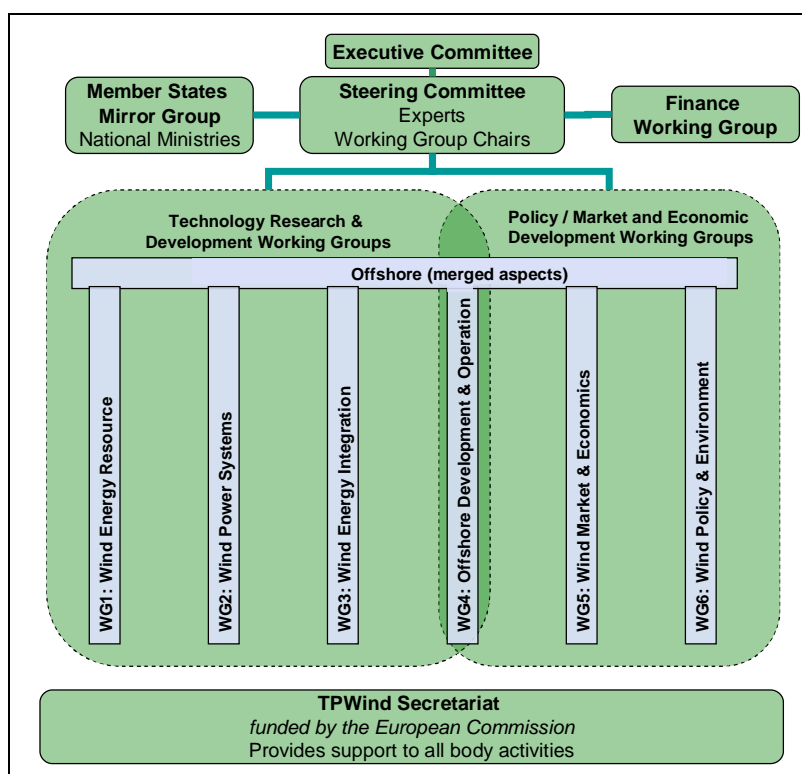 Executive Committee
Member States
Mirror Group
National Ministries
Steering Committee
Experts
Working Group Chairs
Finance
Working Group
Technology Research &
Development Working Groups
Policy / Market and Economic
Development Working Groups
Offshore (merged aspects)
WG1: Wind Energy Resource
WG2: Wind Power Systems
WG3: Wind Energy Integration
WG4: Offshore Development & Operation
WG5: Wind Market & Economics
WG6: Wind Policy & Environment
TPWind Secretariat
funded by the European Commission
Provides support to all body activities